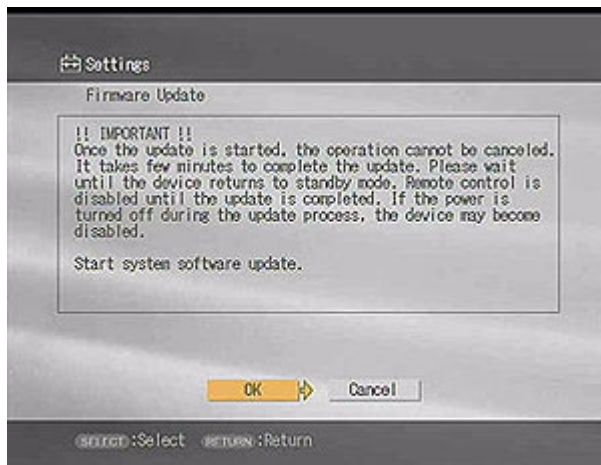 Settings
Firmware Update
!! IMPORTANT !!
Once the update is started, the operation cannot be canceled.
It takes few minutes to complete the update. Please wait
until the device returns to standby mode. Remote control is
disabled until the update is completed. If the power is
turned off during the update process, the device may become
disabled.
Start system software update.
OK Cancel
SELECT :Select RETURN :Return